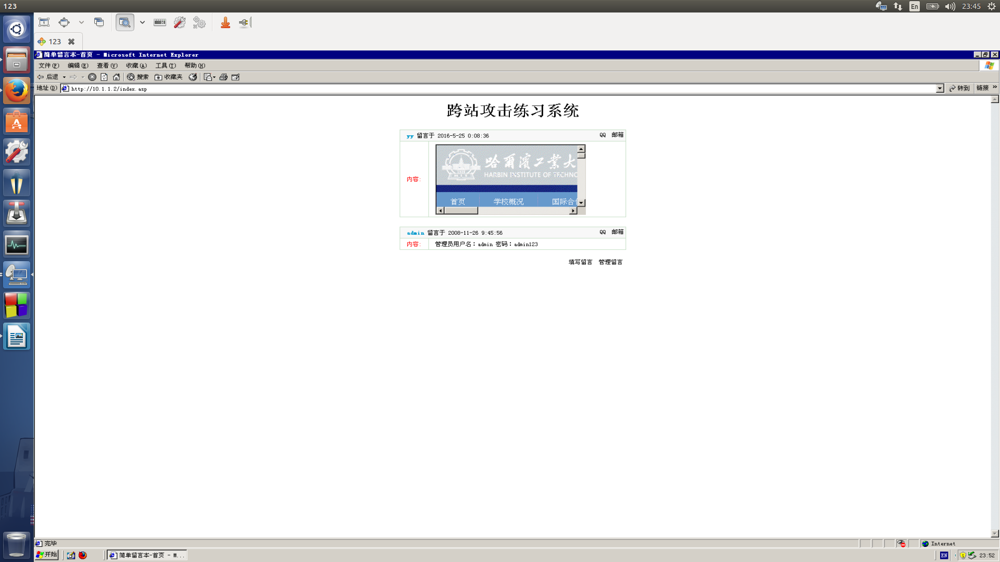 123
En
23:45
123
简单留言本-首页 - Microsoft Internet Explorer
文件(F) 编辑(E) 查看(V) 收藏(A) 工具(T) 帮助(H)
后退 搜索 收藏夹
地址(D) http://10.1.1.2/index.asp 转到 链接 »
跨站攻击练习系统
yy 留言于 2016-5-25 0:08:36 QQ 邮箱
内容:
哈爾濱工業大
HARBIN INSTITUTE OF TECHNO
首页 学校概况 国际合作
admin 留言于 2008-11-26 9:45:56 QQ 邮箱
内容: 管理员用户名：admin 密码：admin123
填写留言 管理留言
完毕 Internet
开始 简单留言本-首页 - M... EN 23:52